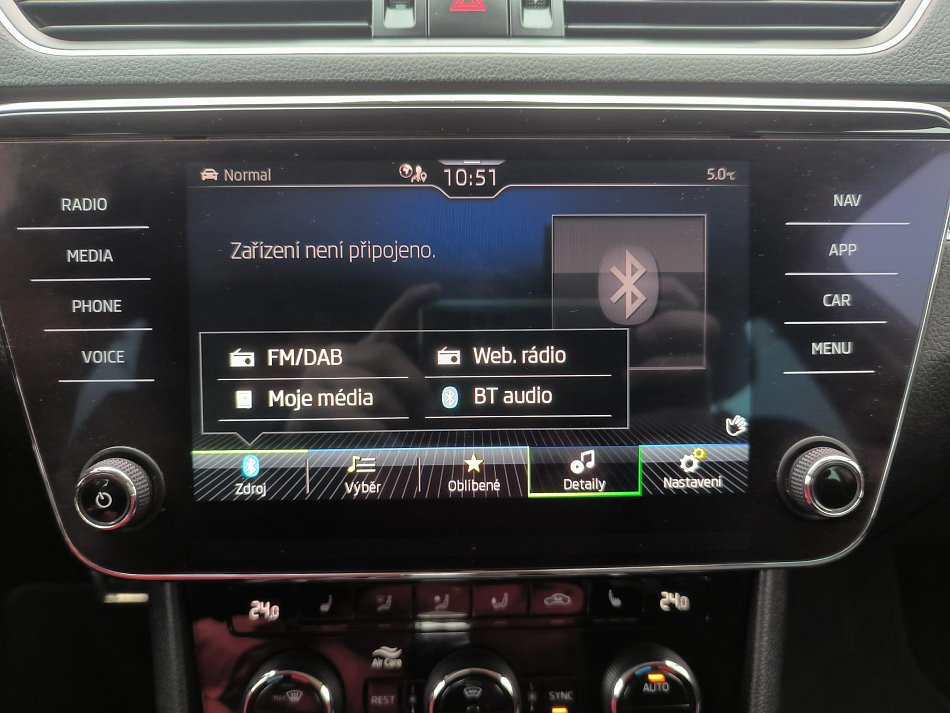 Normal
10:51
5.0°C
RADIO
NAV
MEDIA
APP
PHONE
CAR
VOICE
MENU
Zařízení není připojeno.
FM/DAB
Web. rádio
Moje média
BT audio
Zdroj
Výběr
Oblíbené
Detaily
Nastavení
24.0
24.0
Air Care
MAX
REST
SYNC
AUTO